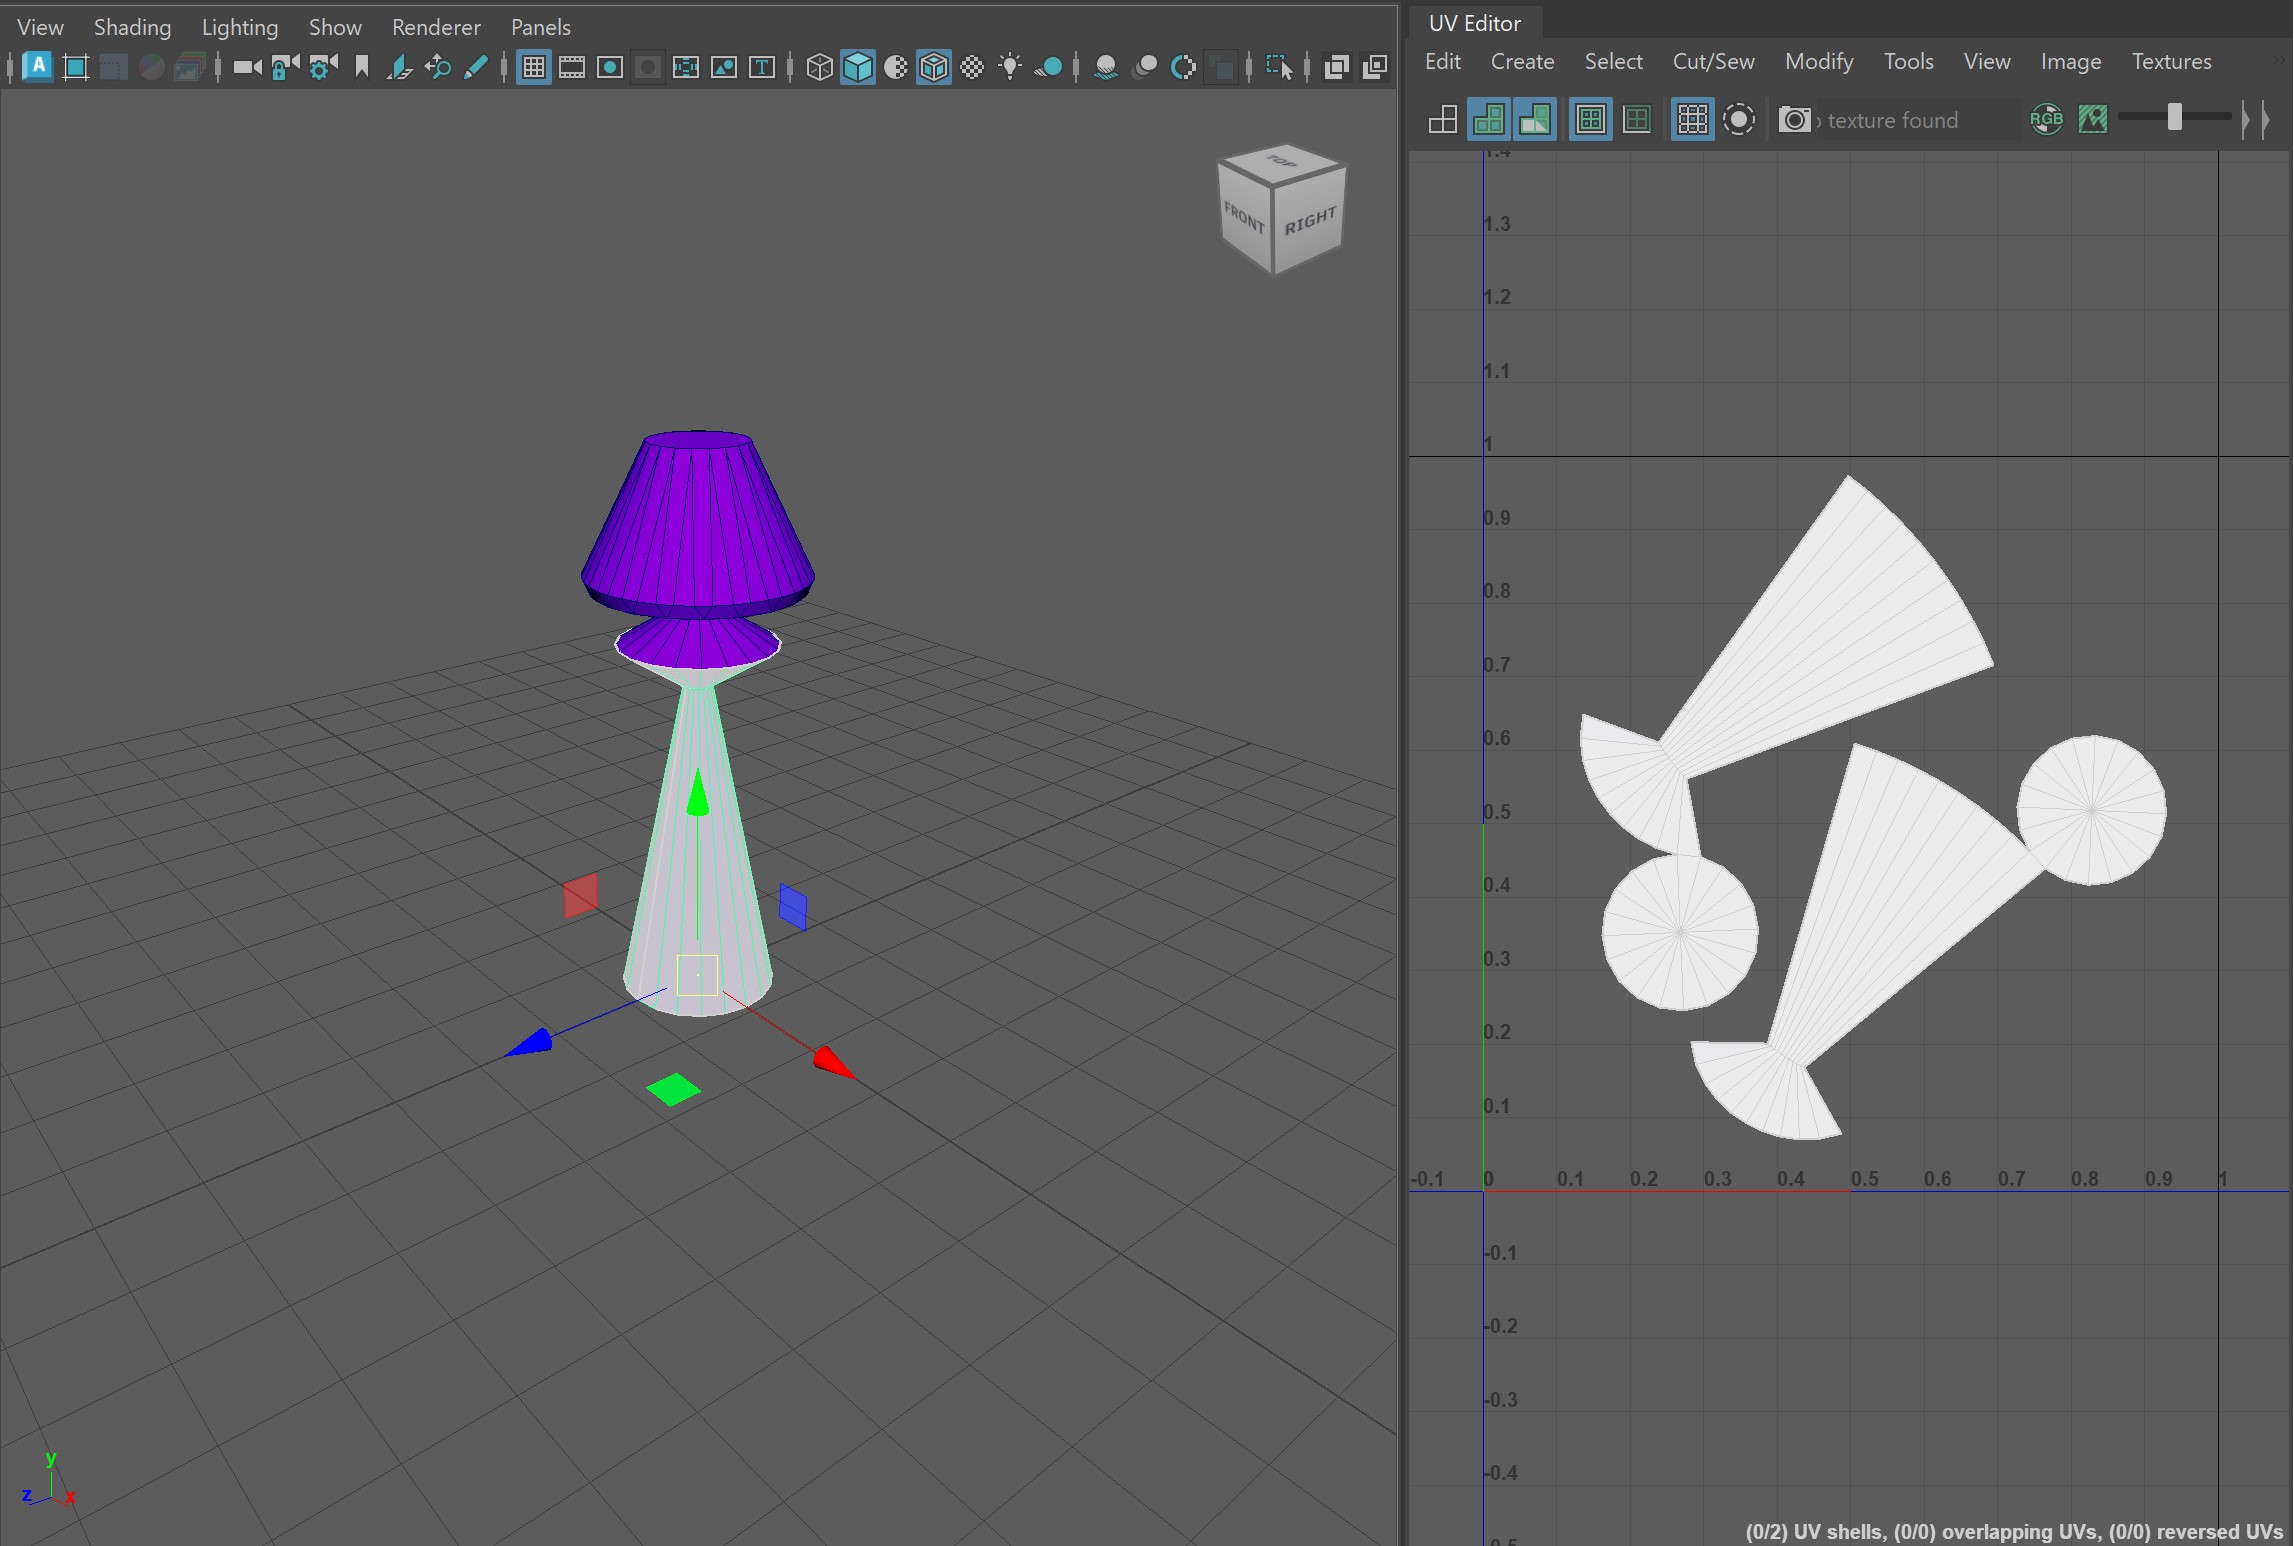 View Shading Lighting Show Renderer Panels
A
T
TOP
FRONT
RIGHT
y
z
x
UV Editor
Edit Create Select Cut/Sew Modify Tools View Image Textures
texture found
RGB
1.4
1.3
1.2
1.1
1
0.9
0.8
0.7
0.6
0.5
0.4
0.3
0.2
0.1
-0.1 0 0.1 0.2 0.3 0.4 0.5 0.6 0.7 0.8 0.9 1
-0.1
-0.2
-0.3
-0.4
-0.5
(0/2) UV shells, (0/0) overlapping UVs, (0/0) reversed UVs